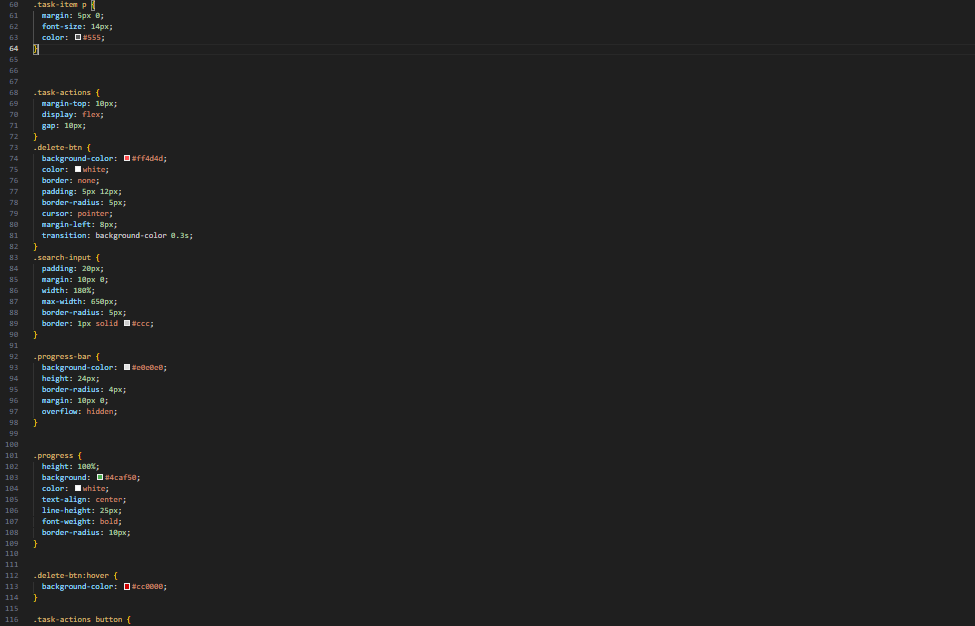 60 .task-item p {
61 margin: 5px 0;
62 font-size: 14px;
63 color: #555;
64 }
65
66
67
68 .task-actions {
69 margin-top: 10px;
70 display: flex;
71 gap: 10px;
72 }
73 .delete-btn {
74 background-color: #ff4d4d;
75 color: white;
76 border: none;
77 padding: 5px 12px;
78 border-radius: 5px;
79 cursor: pointer;
80 margin-left: 8px;
81 transition: background-color 0.3s;
82 }
83 .search-input {
84 padding: 20px;
85 margin: 10px 0;
86 width: 180%;
87 max-width: 650px;
88 border-radius: 5px;
89 border: 1px solid #ccc;
90 }
91
92 .progress-bar {
93 background-color: #e0e0e0;
94 height: 24px;
95 border-radius: 4px;
96 margin: 10px 0;
97 overflow: hidden;
98 }
99
100
101 .progress {
102 height: 100%;
103 background: #4caf50;
104 color: white;
105 text-align: center;
106 line-height: 25px;
107 font-weight: bold;
108 border-radius: 10px;
109 }
110
111
112 .delete-btn:hover {
113 background-color: #cc0000;
114 }
115
116 .task-actions button {